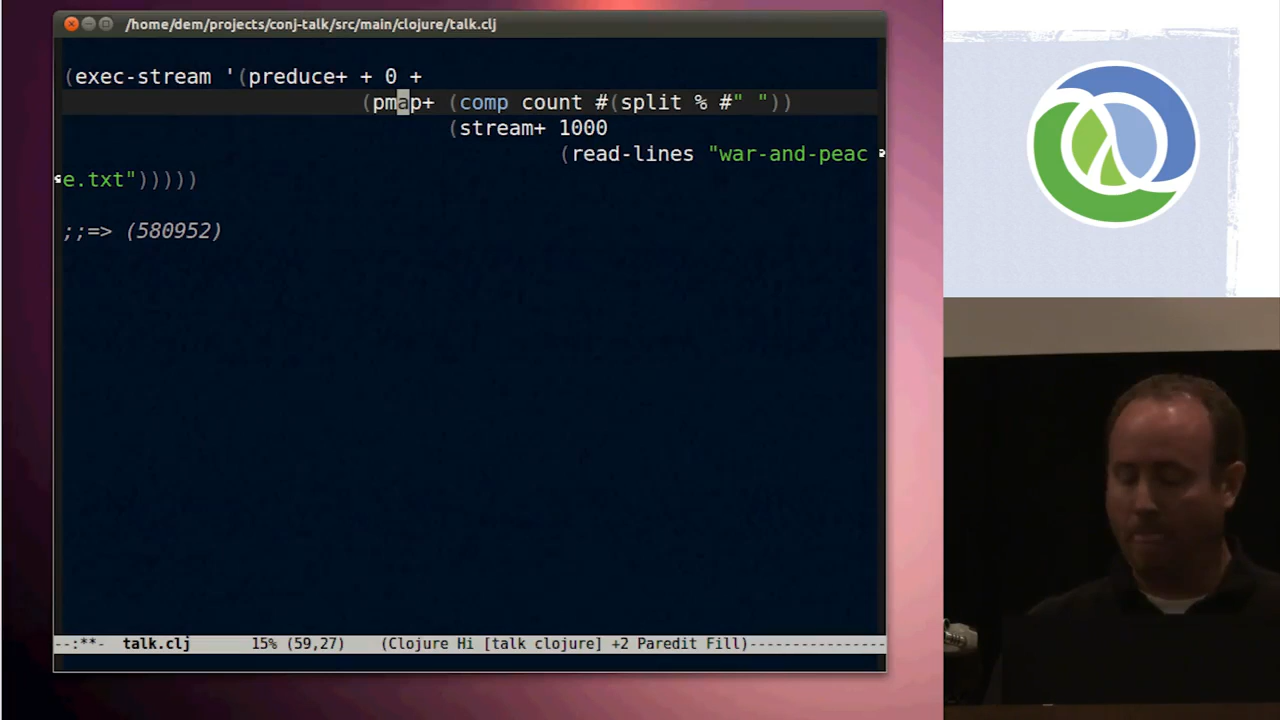 /home/dem/projects/conj-talk/src/main/clojure/talk.clj
(exec-stream '(preduce+ + 0 +
(pmap+ (comp count #(split % #" "))
(stream+ 1000
(read-lines "war-and-peac
e.txt")))))
;;=> (580952)
--:**- talk.clj 15% (59,27) (Clojure Hi [talk clojure] +2 Paredit Fill)----------------